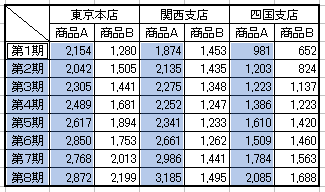 東京本店 関西支店 四国支店
商品A 商品B 商品A 商品B 商品A 商品B
第1期 2,154 1,280 1,874 1,453 981 652
第2期 2,042 1,505 2,135 1,435 1,203 824
第3期 2,305 1,441 2,275 1,348 1,223 1,137
第4期 2,489 1,681 2,252 1,247 1,386 1,223
第5期 2,617 1,894 2,341 1,233 1,610 1,420
第6期 2,850 1,753 2,661 1,262 1,509 1,460
第7期 2,768 2,013 2,986 1,441 1,784 1,563
第8期 2,872 2,199 3,185 1,495 2,085 1,688